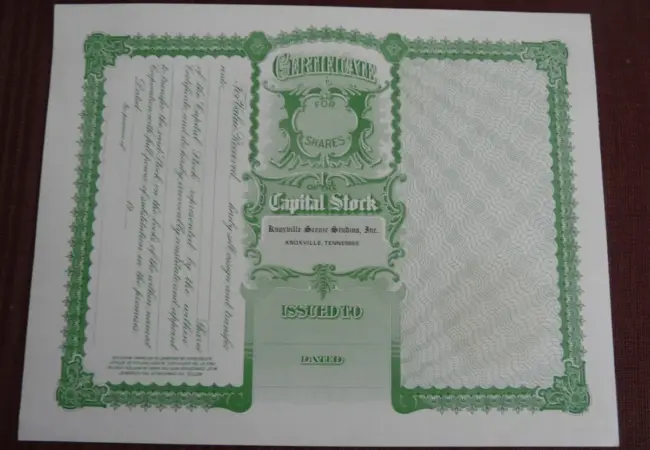 CERTIFICATE
FOR
SHARES
OF THE
Capital Stock
Knoxville Scenic Studios, Inc.
KNOXVILLE, TENNESSEE
ISSUED TO
DATED
For Value Received, hereby sell, assign and transfer
unto
Shares
of the Capital Stock represented by the within
Certificate, and do hereby irrevocably constitute and appoint
to transfer the said Stock on the books of the within named
Corporation with full power of substitution in the premises.
Dated 19
In presence of